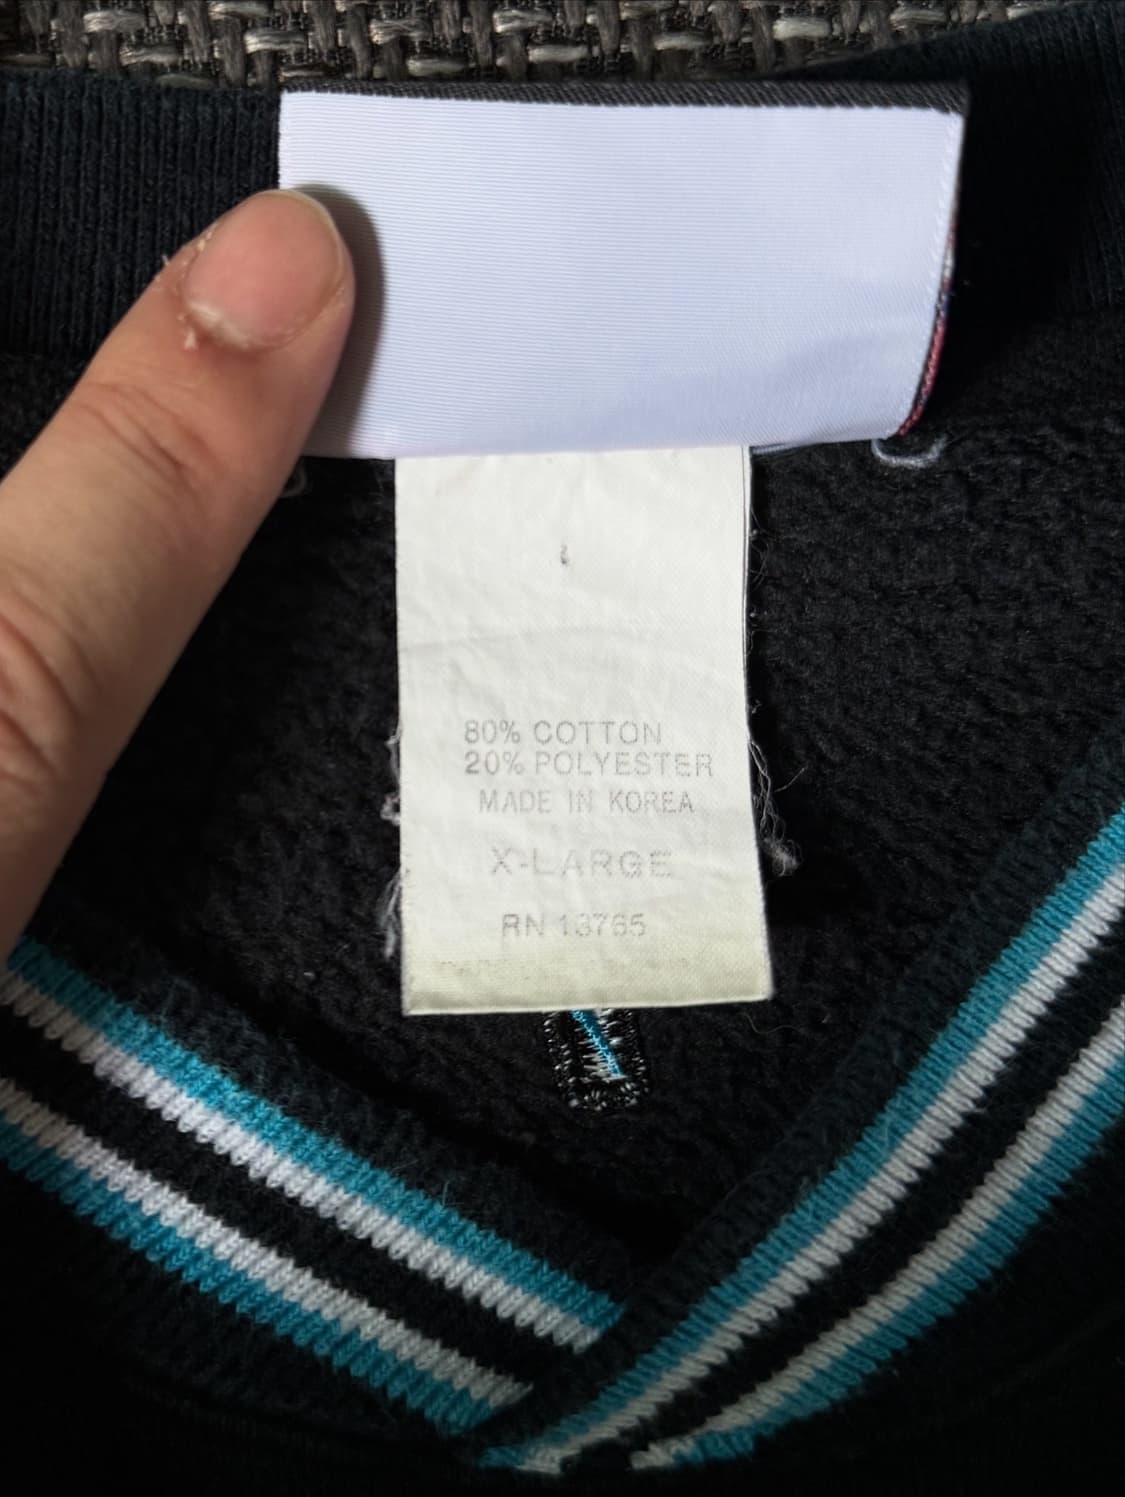 80% COTTON
20% POLYESTER
MADE IN KOREA
X-LARGE
RN 13765